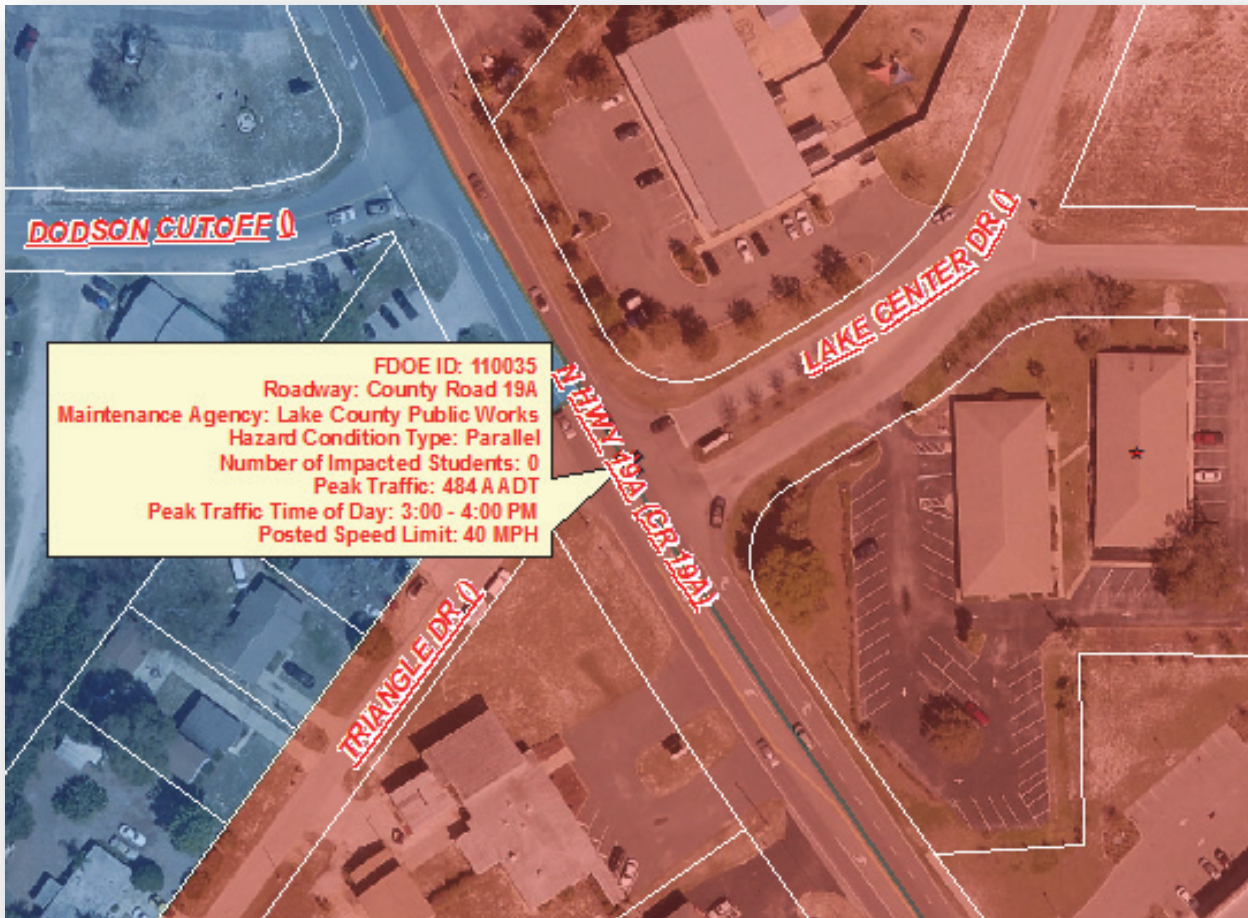 DODSON CUTOFF ()
LAKE CENTER DR ()
FDOE ID: 110035
Roadway: County Road 19A
Maintenance Agency: Lake County Public Works
Hazard Condition Type: Parallel
Number of Impacted Students: 0
Peak Traffic: 484 AADT
Peak Traffic Time of Day: 3:00 - 4:00 PM
Posted Speed Limit: 40 MPH
N HWY 19A (CR 19A)
TRIANGLE DR ()